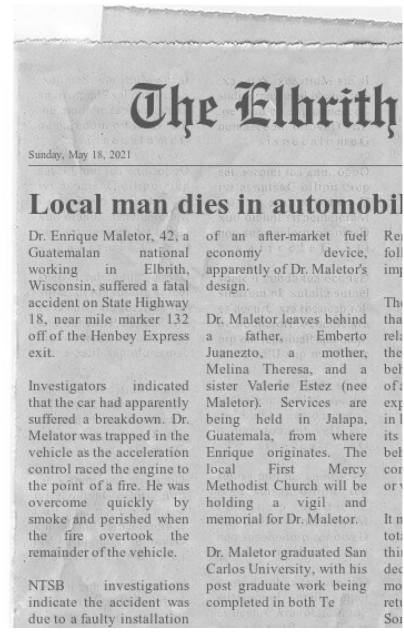 The Elbrith
Sunday, May 18, 2021
Local man dies in automobil
Dr. Enrique Maletor, 42, a
Guatemalan national
working in Elbrith,
Wisconsin, suffered a fatal
accident on State Highway
18, near mile marker 132
off of the Henbey Express
exit.
Investigators indicated
that the car had apparently
suffered a breakdown. Dr.
Melator was trapped in the
vehicle as the acceleration
control raced the engine to
the point of a fire. He was
overcome quickly by
smoke and perished when
the fire overtook the
remainder of the vehicle.
NTSB investigations
indicate the accident was
due to a faulty installation
of an after-market fuel
economy device,
apparently of Dr. Maletor's
design.
Dr. Maletor leaves behind
a father, Emberto
Juanezto, a mother,
Melina Theresa, and a
sister Valerie Estez (nee
Maletor). Services are
being held in Jalapa,
Guatemala, from where
Enrique originates. The
local First Mercy
Methodist Church will be
holding a vigil and
memorial for Dr. Maletor.
Dr. Maletor graduated San
Carlos University, with his
post graduate work being
completed in both Te